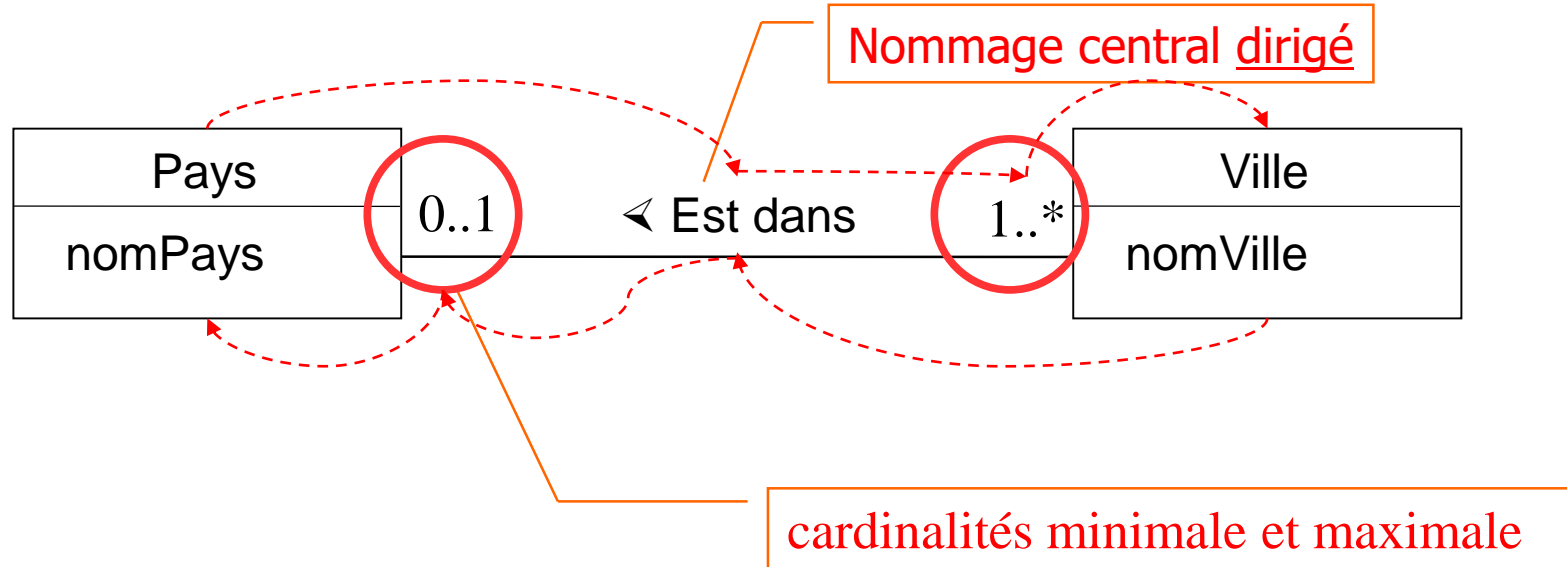 Nommage central dirigé
Pays
Ville
0..1
⮘ Est dans
1..*
nomPays
nomVille
cardinalités minimale et maximale